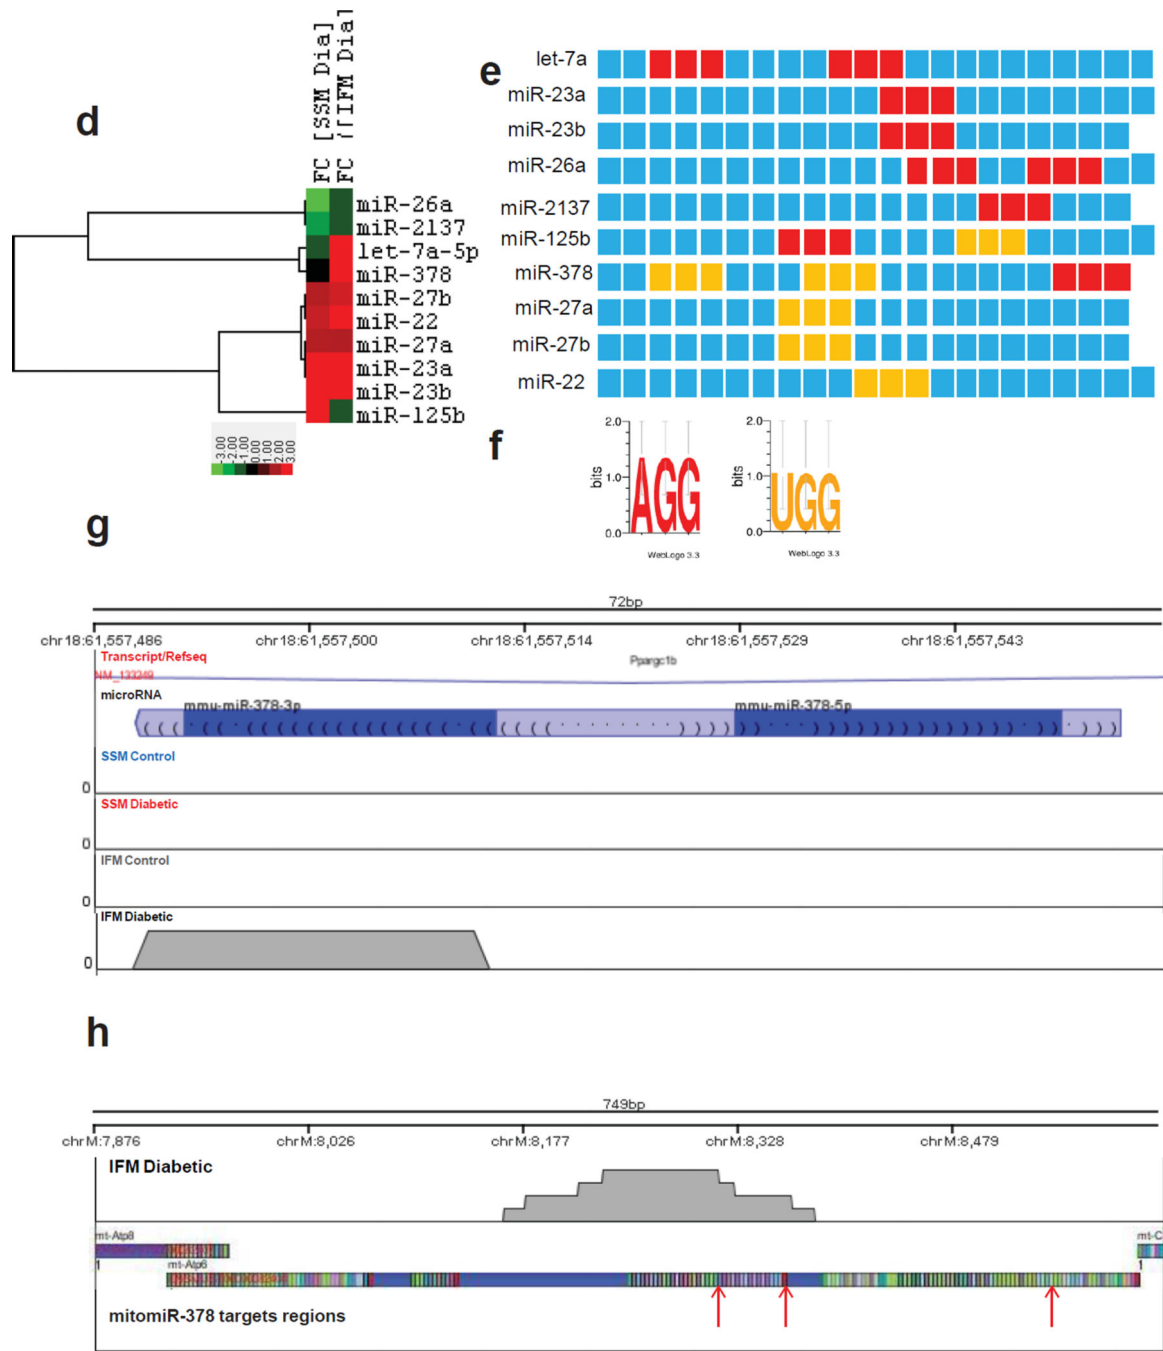 d
FC [SSM Dia]
FC ([IFM Dia]
miR-26a
miR-2137
let-7a-5p
miR-378
miR-27b
miR-22
miR-27a
miR-23a
miR-23b
miR-125b
-3.00
-2.00
-1.00
0.00
1.00
2.00
3.00
e
let-7a
miR-23a
miR-23b
miR-26a
miR-2137
miR-125b
miR-378
miR-27a
miR-27b
miR-22
f
2.0
bits
1.0
0.0
AGG
WebLogo 3.3
2.0
bits
1.0
0.0
UGG
WebLogo 3.3
g
72bp
chr18:61,557,486 chr18:61,557,500 chr18:61,557,514 chr18:61,557,529 chr18:61,557,543
Transcript/Refseq
Ppargc1b
NM_133249
microRNA
mmu-miR-378-3p mmu-miR-378-5p
SSM Control
0
SSM Diabetic
0
IFM Control
0
IFM Diabetic
0
h
749bp
chrM:7,876 chrM:8,026 chrM:8,177 chrM:8,328 chrM:8,479
IFM Diabetic
mt-Atp8 mt-C
1 1
mt-Atp6
mitomiR-378 targets regions